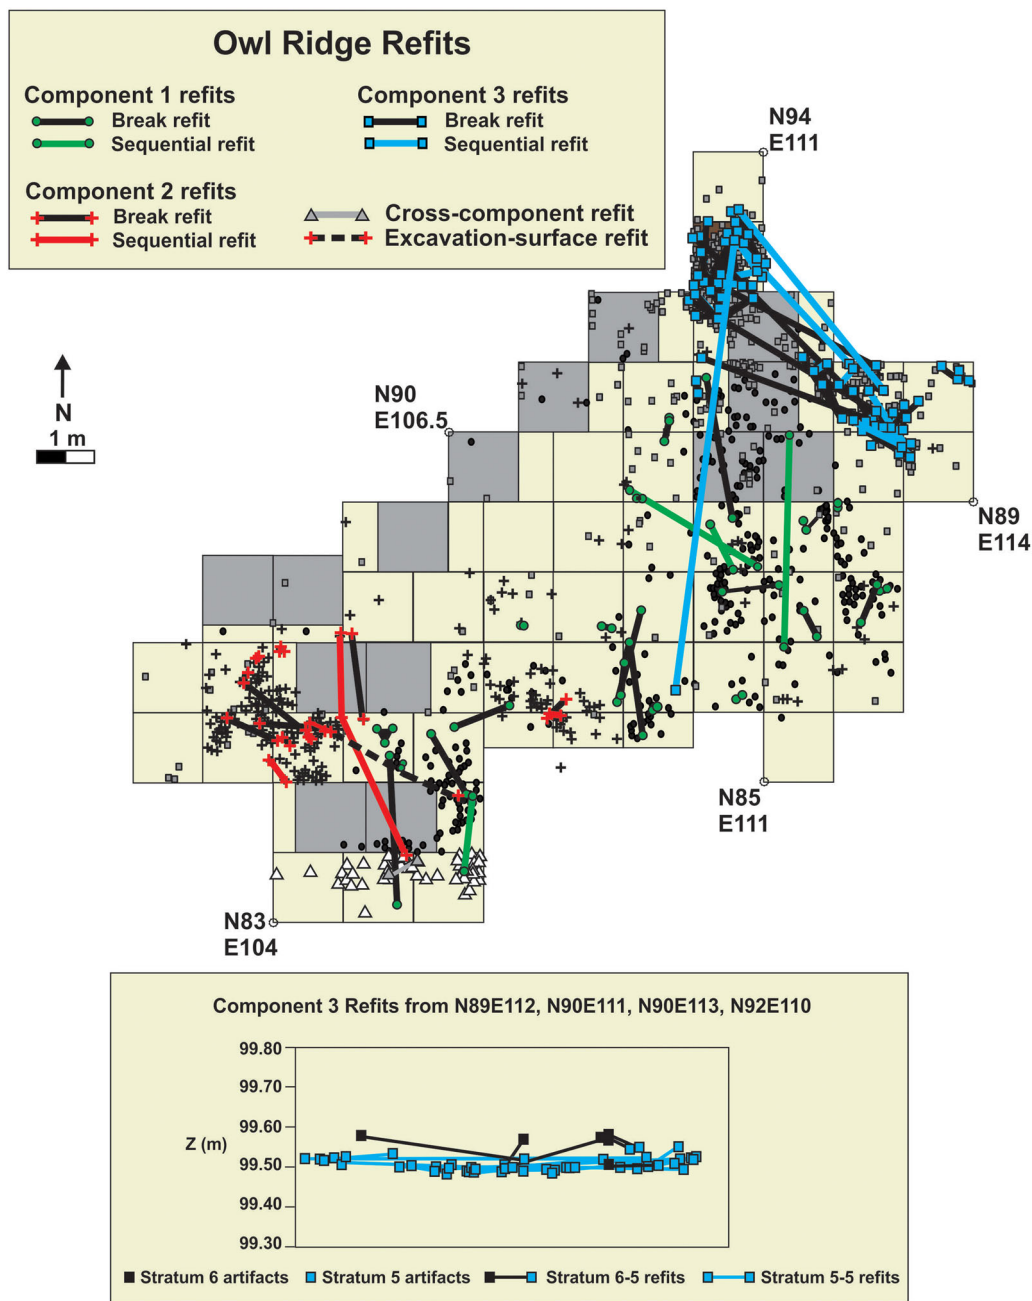 Owl Ridge Refits
Component 1 refits
Break refit
Sequential refit
Component 3 refits
Break refit
Sequential refit
Component 2 refits
Break refit
Sequential refit
Cross-component refit
Excavation-surface refit
N94
E111
N
1 m
N90
E106.5
N89
E114
N85
E111
N83
E104
Component 3 Refits from N89E112, N90E111, N90E113, N92E110
99.80
99.70
99.60
Z (m)
99.50
99.40
99.30
Stratum 6 artifacts
Stratum 5 artifacts
Stratum 6-5 refits
Stratum 5-5 refits